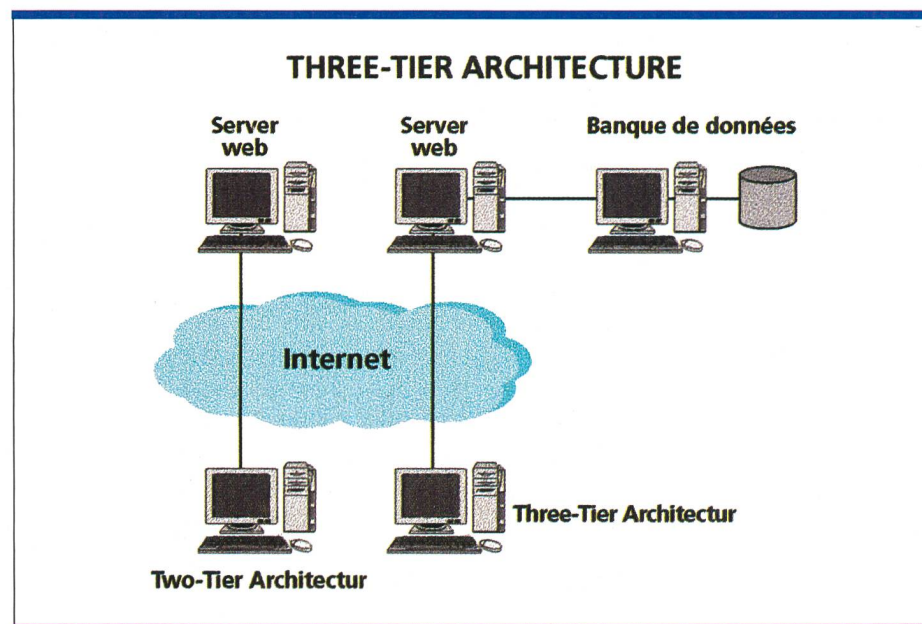 THREE-TIER ARCHITECTURE
Server
web
Server
web
Banque de données
Internet
Three-Tier Architectur
Two-Tier Architectur